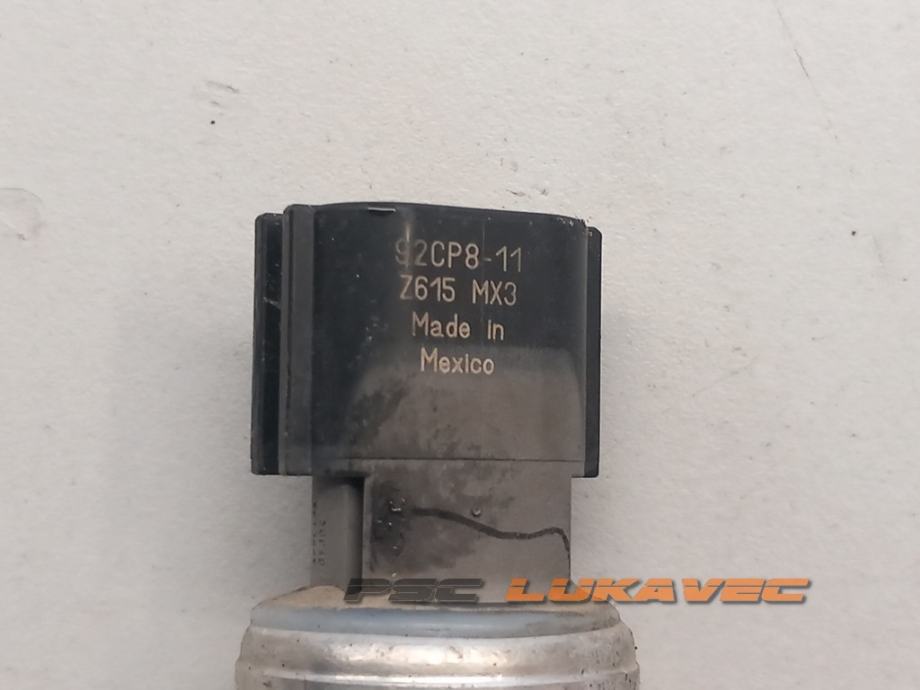 92CP8-11
Z615 MX3
Made in
Mexico
PSC LUKAVEC